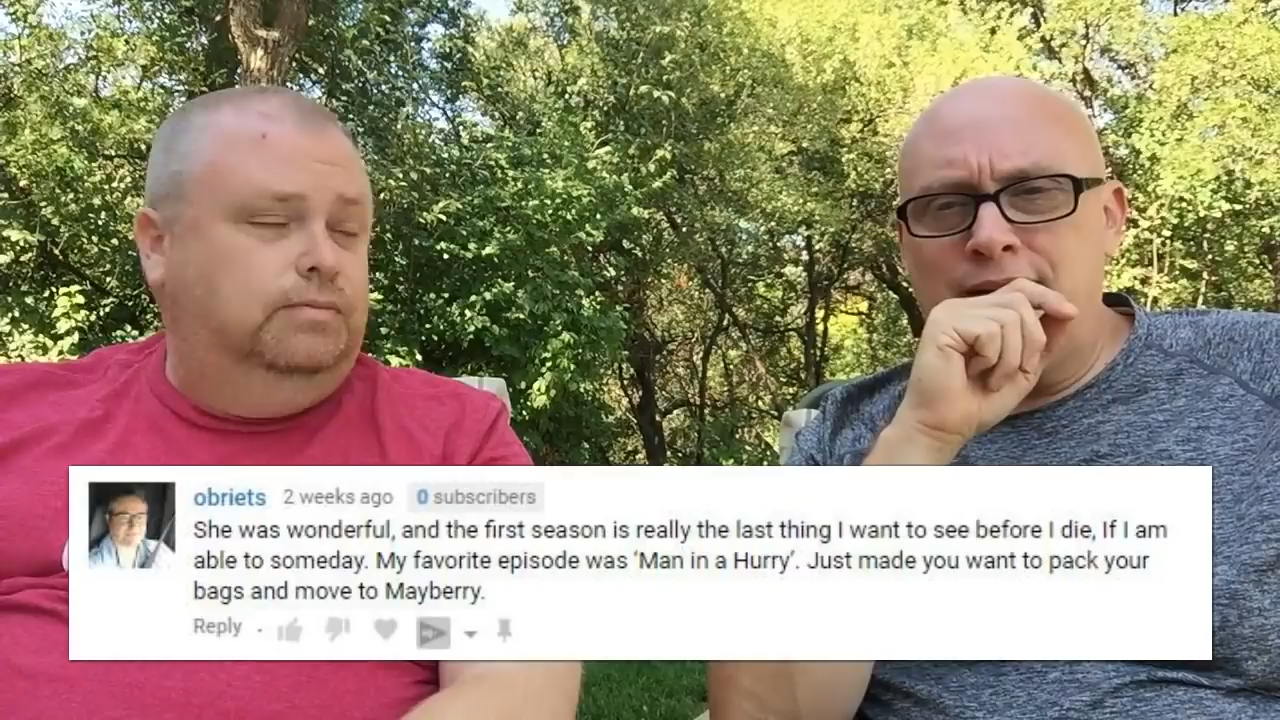 obriets 2 weeks ago 0 subscribers
She was wonderful, and the first season is really the last thing I want to see before I die, If I am
able to someday. My favorite episode was ‘Man in a Hurry’. Just made you want to pack your
bags and move to Mayberry.
Reply